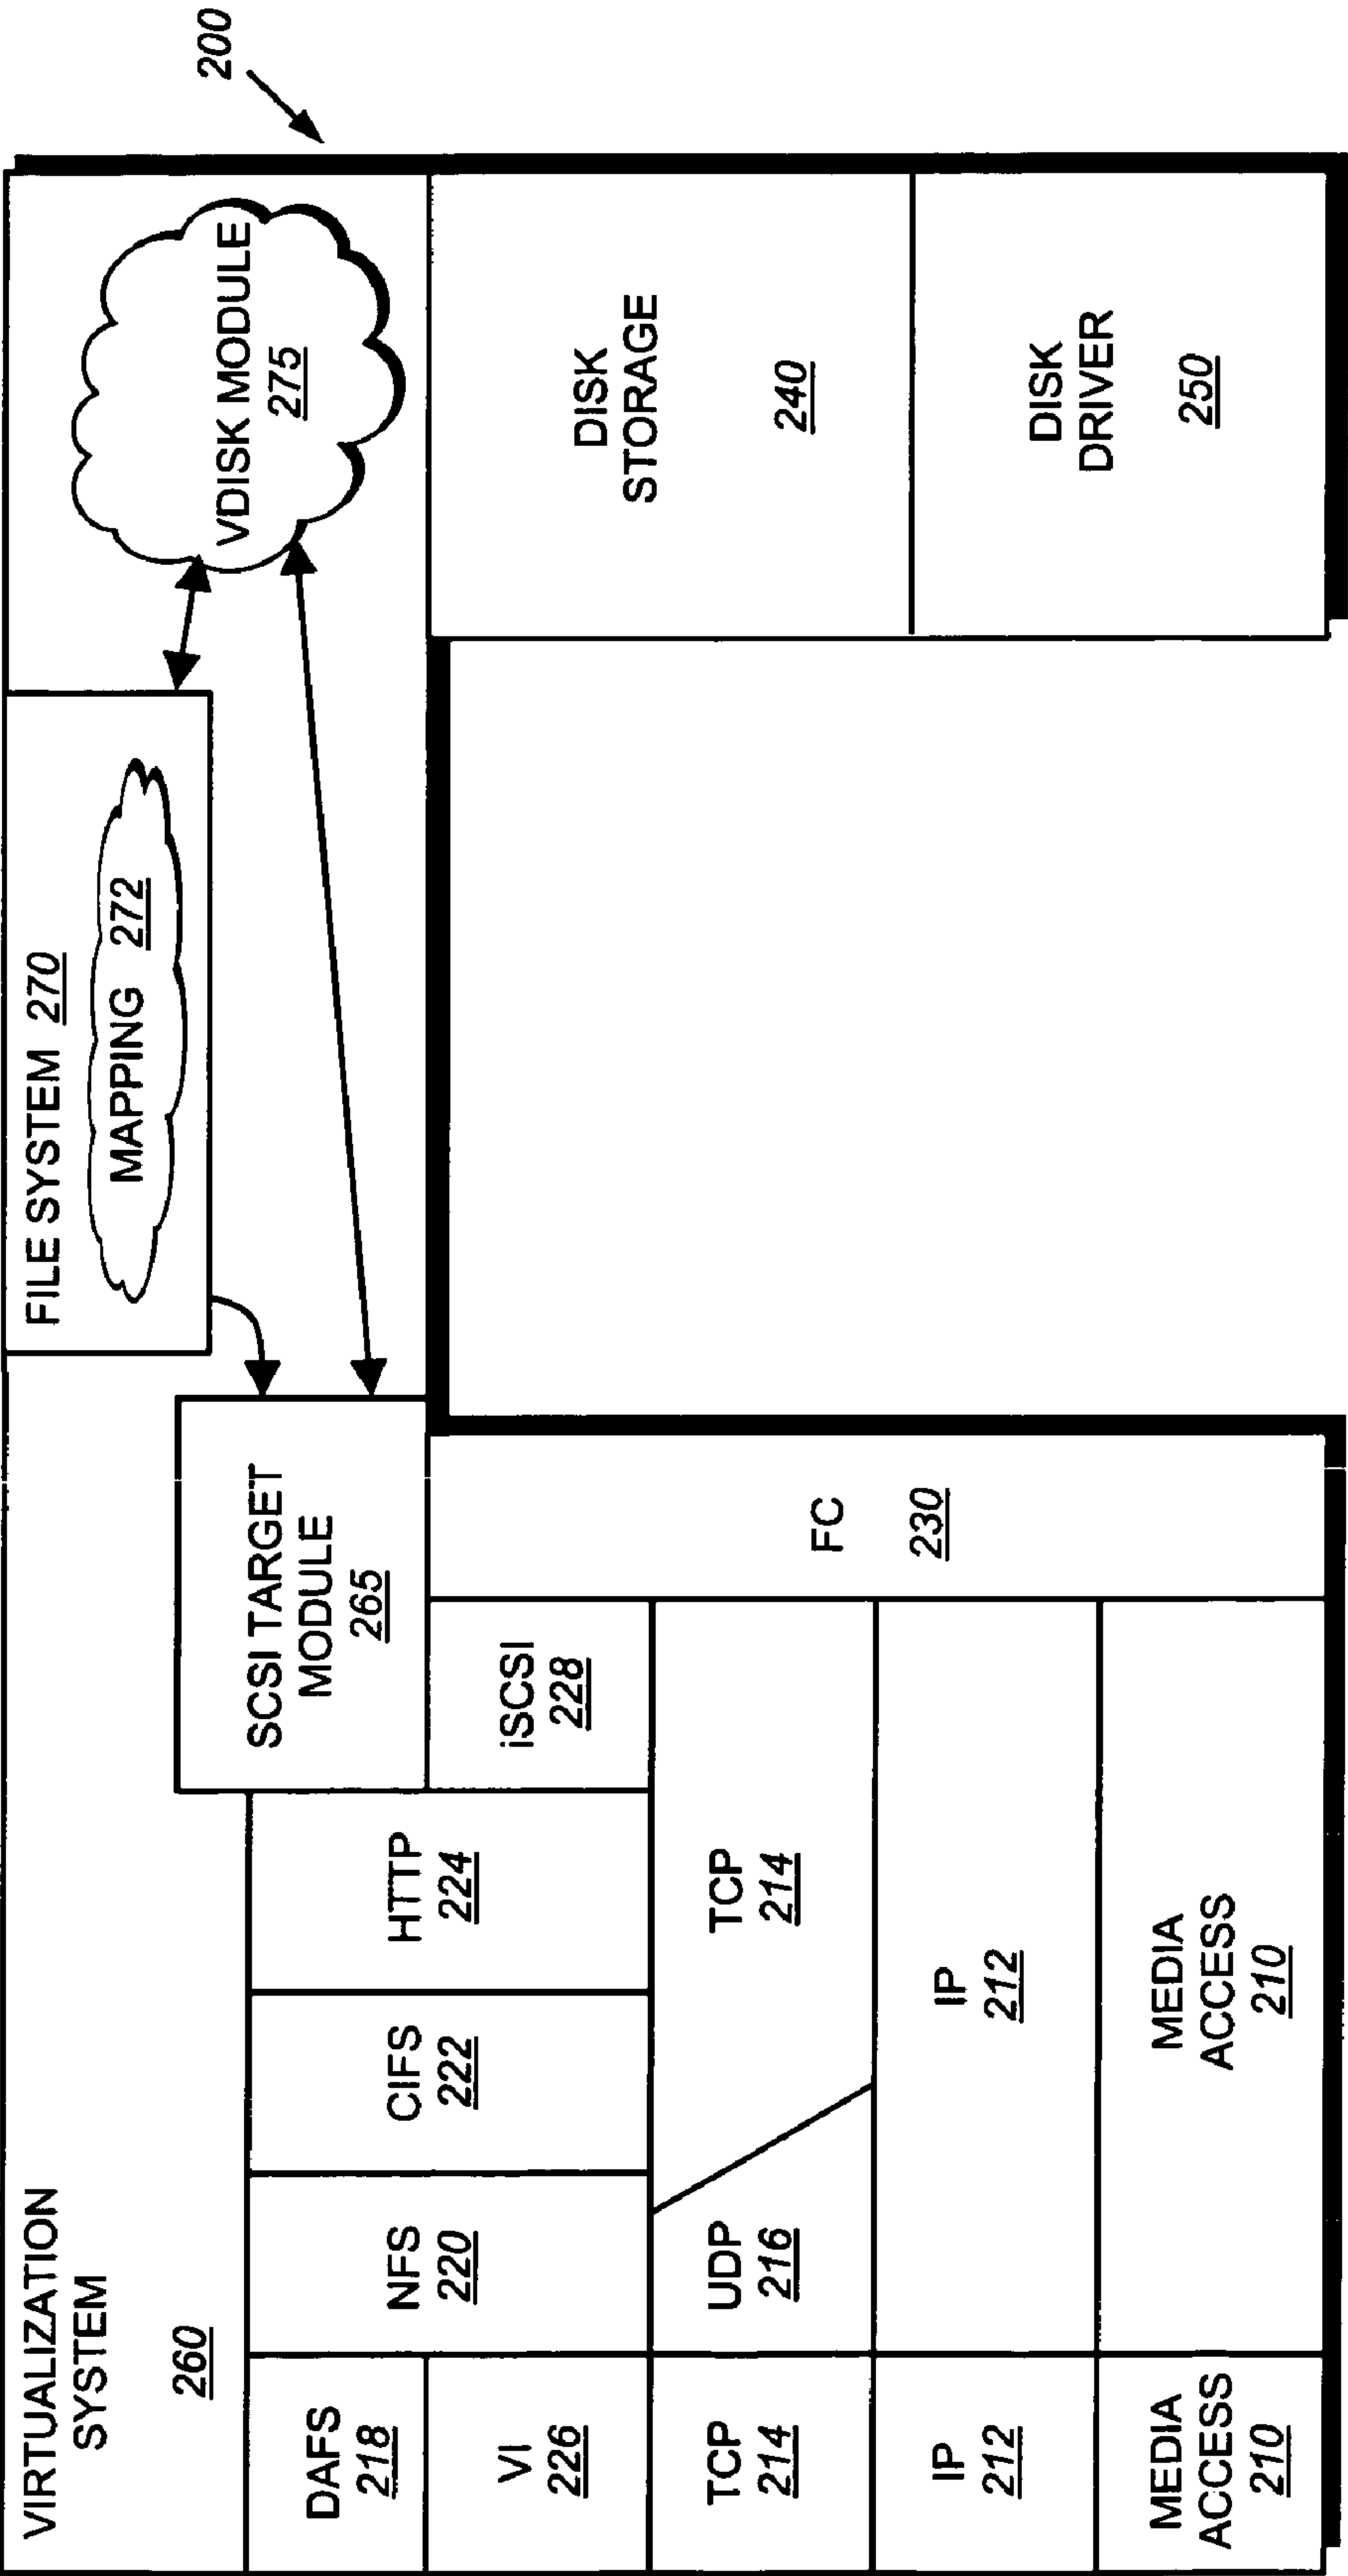 200
VIRTUALIZATION
SYSTEM
260
FILE SYSTEM 270
MAPPING 272
VDISK MODULE
275
SCSI TARGET
MODULE
265
DAFS
218
VI
226
NFS
220
CIFS
222
HTTP
224
iSCSI
228
TCP
214
UDP
216
TCP
214
IP
212
IP
212
MEDIA
ACCESS
210
MEDIA
ACCESS
210
FC
230
DISK
STORAGE
240
DISK
DRIVER
250